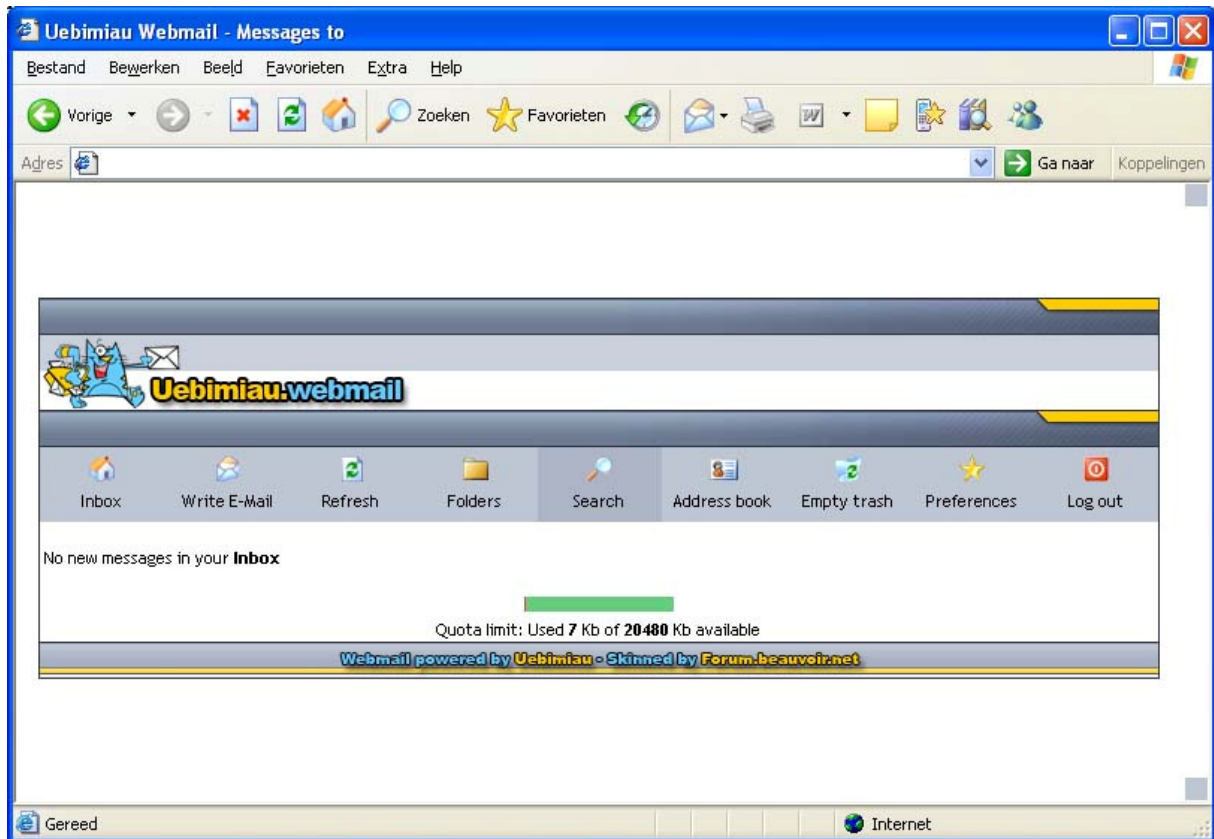 Uebimiau Webmail - Messages to
Bestand Bewerken Beeld Favorieten Extra Help
Vorige Zoeken Favorieten W
Adres Ga naar Koppelingen
Uebimiau.webmail
Inbox Write E-Mail Refresh Folders Search Address book Empty trash Preferences Log out
No new messages in your Inbox
Quota limit: Used 7 Kb of 20480 Kb available
Webmail powered by Uebimiau - Skinned by Forum.beauvoir.net
Gereed Internet